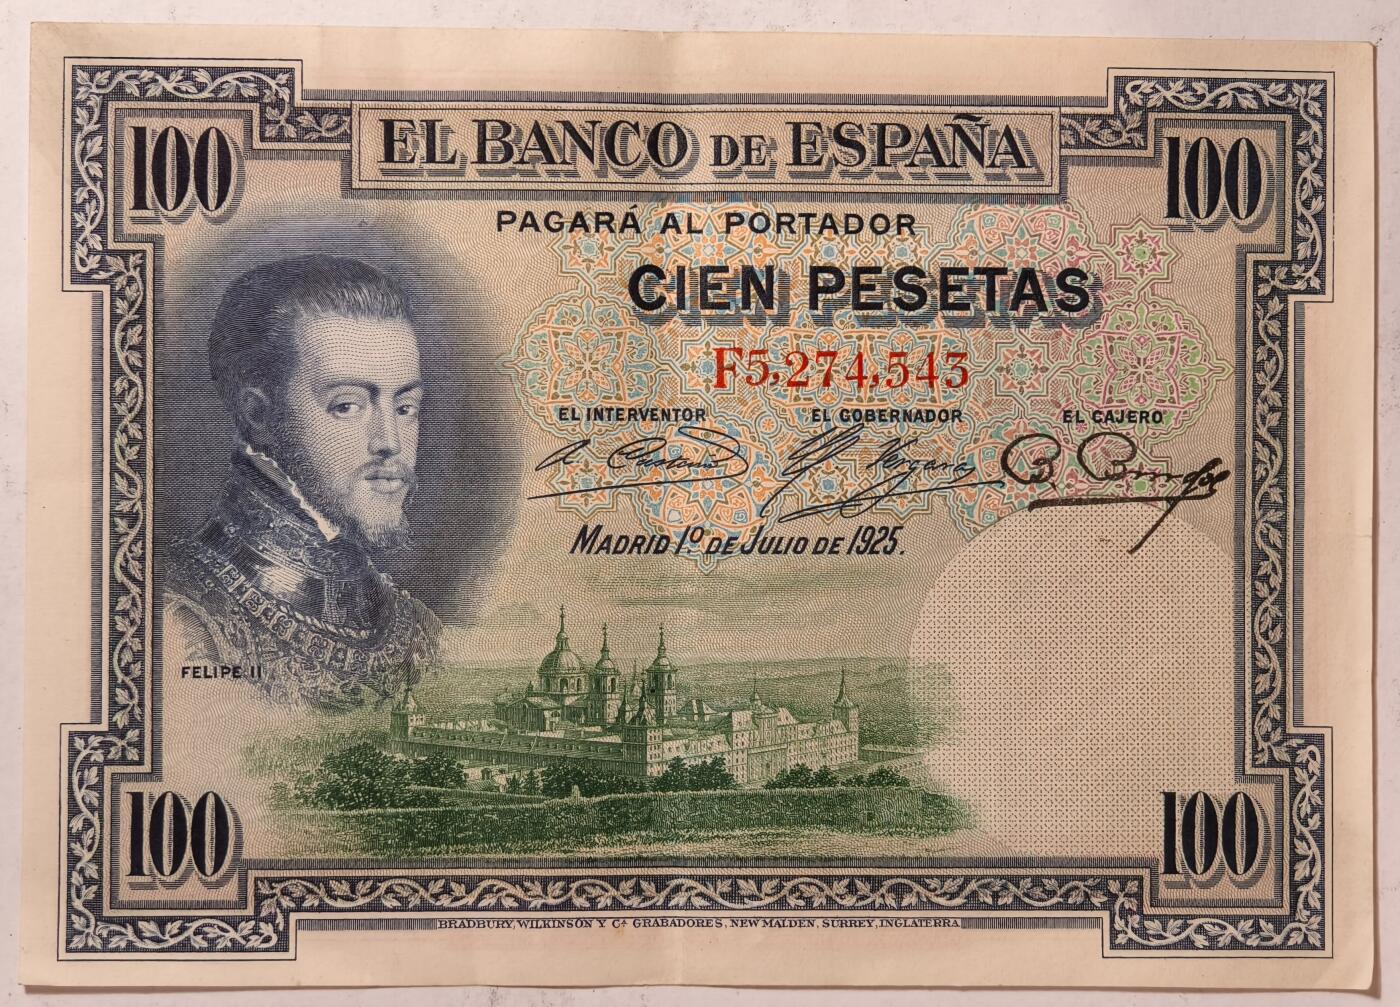 100 EL BANCO DE ESPAÑA 100
PAGARÁ AL PORTADOR
CIEN PESETAS
F5,274,543
EL INTERVENTOR EL GOBERNADOR EL CAJERO
MADRID 1º DE JULIO DE 1925.
FELIPE II
100 100
BRADBURY, WILKINSON Y Cª GRABADORES, NEW MALDEN, SURREY, INGLATERRA